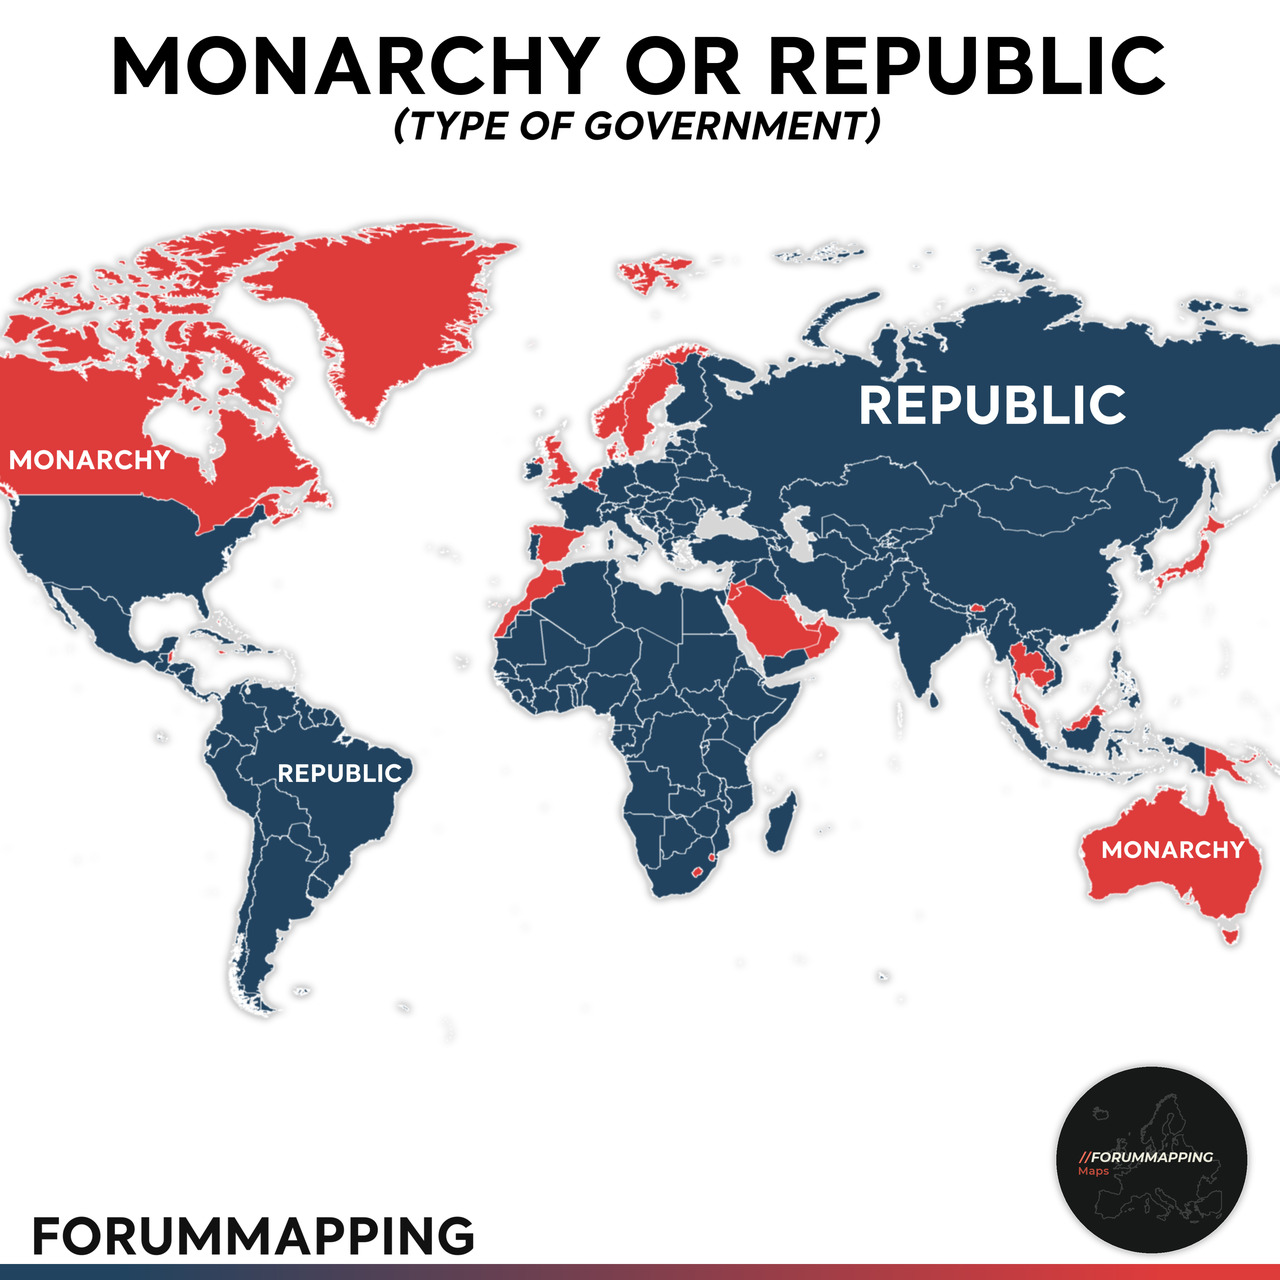 MONARCHY OR REPUBLIC
(TYPE OF GOVERNMENT)
REPUBLIC
MONARCHY
REPUBLIC
MONARCHY
//FORUMMAPPING
Maps
FORUMMAPPING